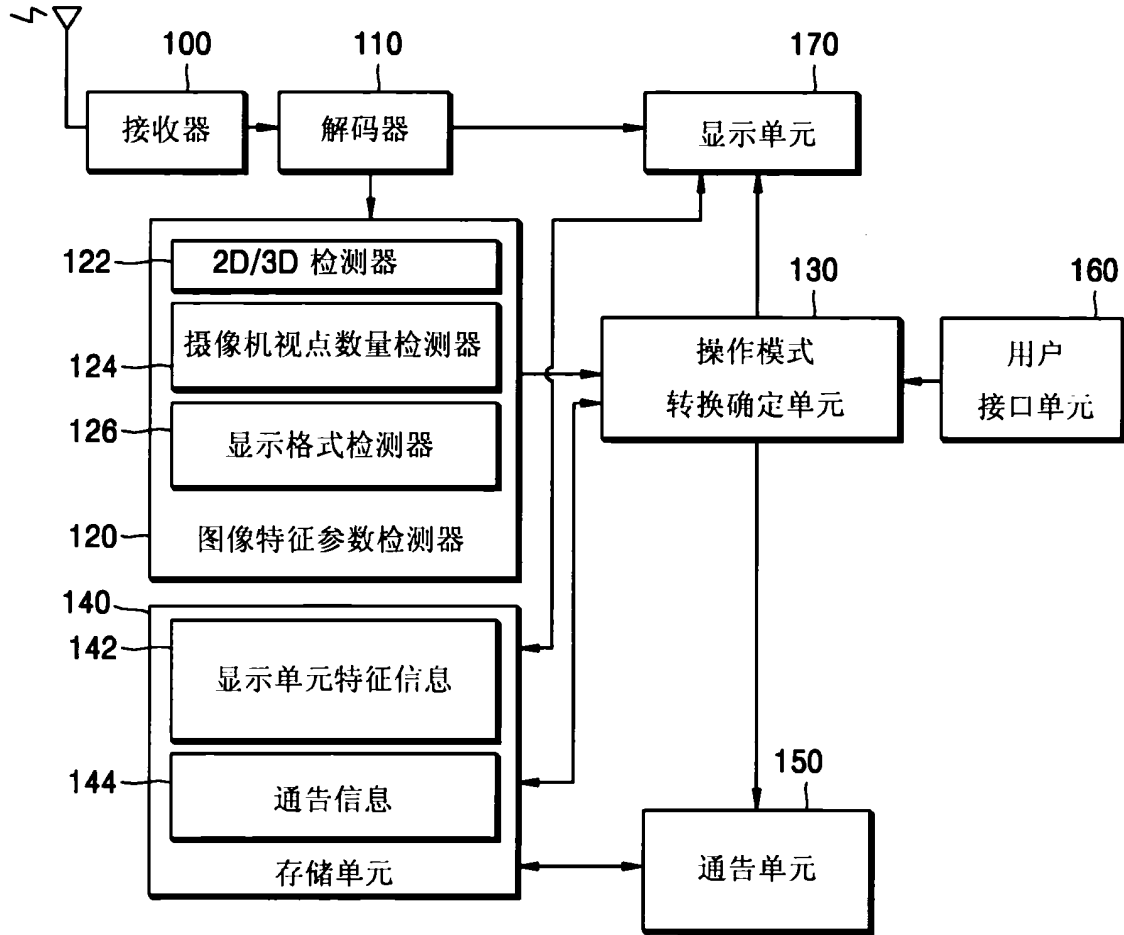 100
110
170
接收器
解码器
显示单元
122
2D/3D 检测器
130
160
124
摄像机视点数量检测器
操作模式
转换确定单元
用户
接口单元
126
显示格式检测器
120
图像特征参数检测器
140
142
显示单元特征信息
144
通告信息
150
存储单元
通告单元